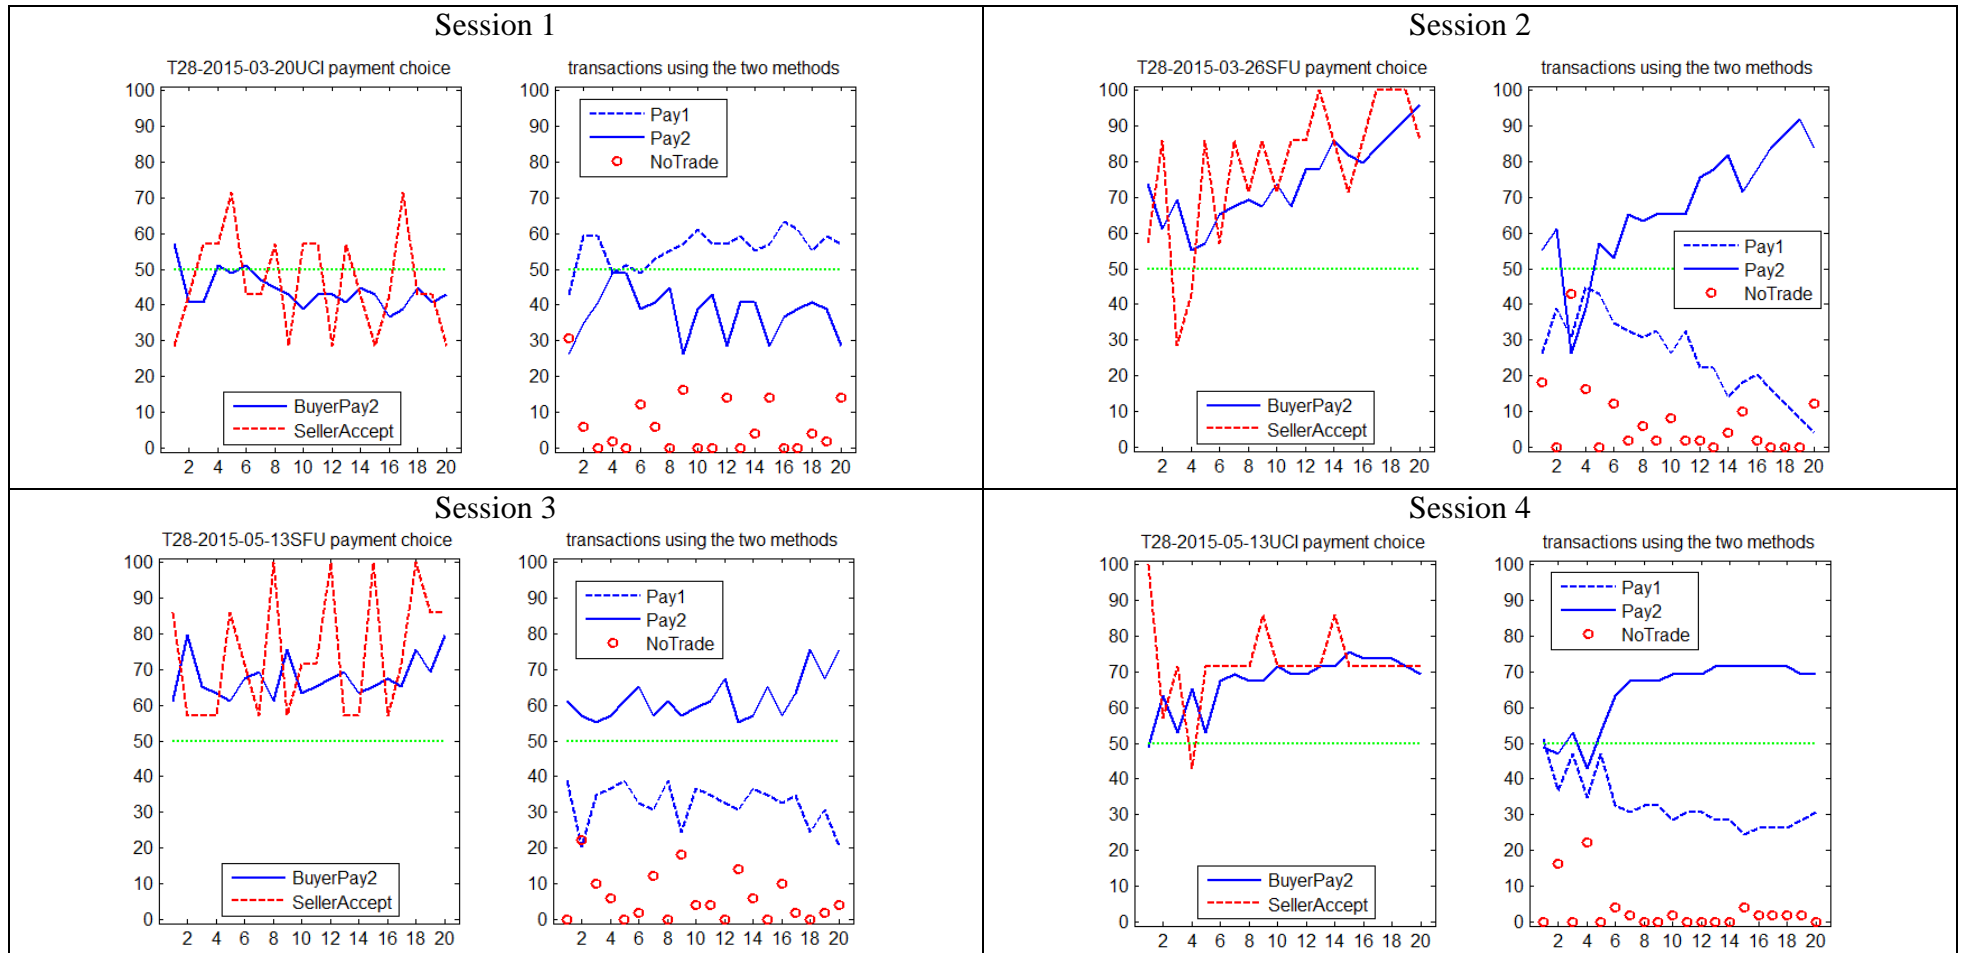 Session 1
T28-2015-03-20UCI payment choice
100
90
80
70
60
50
40
30
20
10
0
BuyerPay2
SellerAccept
2 4 6 8 10 12 14 16 18 20
transactions using the two methods
100
90
80
70
60
50
40
30
20
10
0
Pay1
Pay2
NoTrade
2 4 6 8 10 12 14 16 18 20
Session 2
T28-2015-03-26SFU payment choice
100
90
80
70
60
50
40
30
20
10
0
BuyerPay2
SellerAccept
2 4 6 8 10 12 14 16 18 20
transactions using the two methods
100
90
80
70
60
50
40
30
20
10
0
Pay1
Pay2
NoTrade
2 4 6 8 10 12 14 16 18 20
Session 3
T28-2015-05-13SFU payment choice
100
90
80
70
60
50
40
30
20
10
0
BuyerPay2
SellerAccept
2 4 6 8 10 12 14 16 18 20
transactions using the two methods
100
90
80
70
60
50
40
30
20
10
0
Pay1
Pay2
NoTrade
2 4 6 8 10 12 14 16 18 20
Session 4
T28-2015-05-13UCI payment choice
100
90
80
70
60
50
40
30
20
10
0
BuyerPay2
SellerAccept
2 4 6 8 10 12 14 16 18 20
transactions using the two methods
100
90
80
70
60
50
40
30
20
10
0
Pay1
Pay2
NoTrade
2 4 6 8 10 12 14 16 18 20